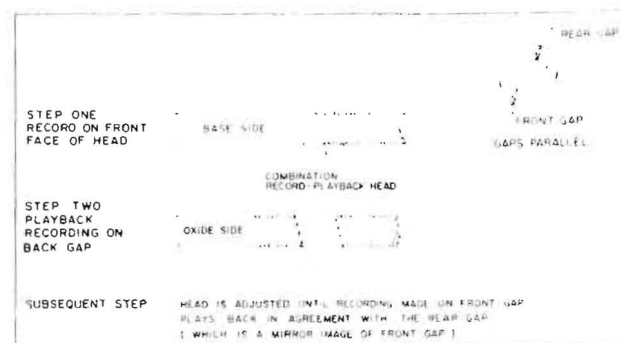 REAR GAP
FRONT GAP
GAPS PARALLEL
STEP ONE
RECORD ON FRONT
FACE OF HEAD
BASE SIDE
COMBINATION
RECORD-PLAYBACK HEAD
STEP TWO
PLAYBACK
RECORDING ON
BACK GAP
OXIDE SIDE
SUBSEQUENT STEP
HEAD IS ADJUSTED UNTIL RECORDING MADE ON FRONT GAP
PLAYS BACK IN AGREEMENT WITH THE REAR GAP
( WHICH IS A MIRROR IMAGE OF FRONT GAP )